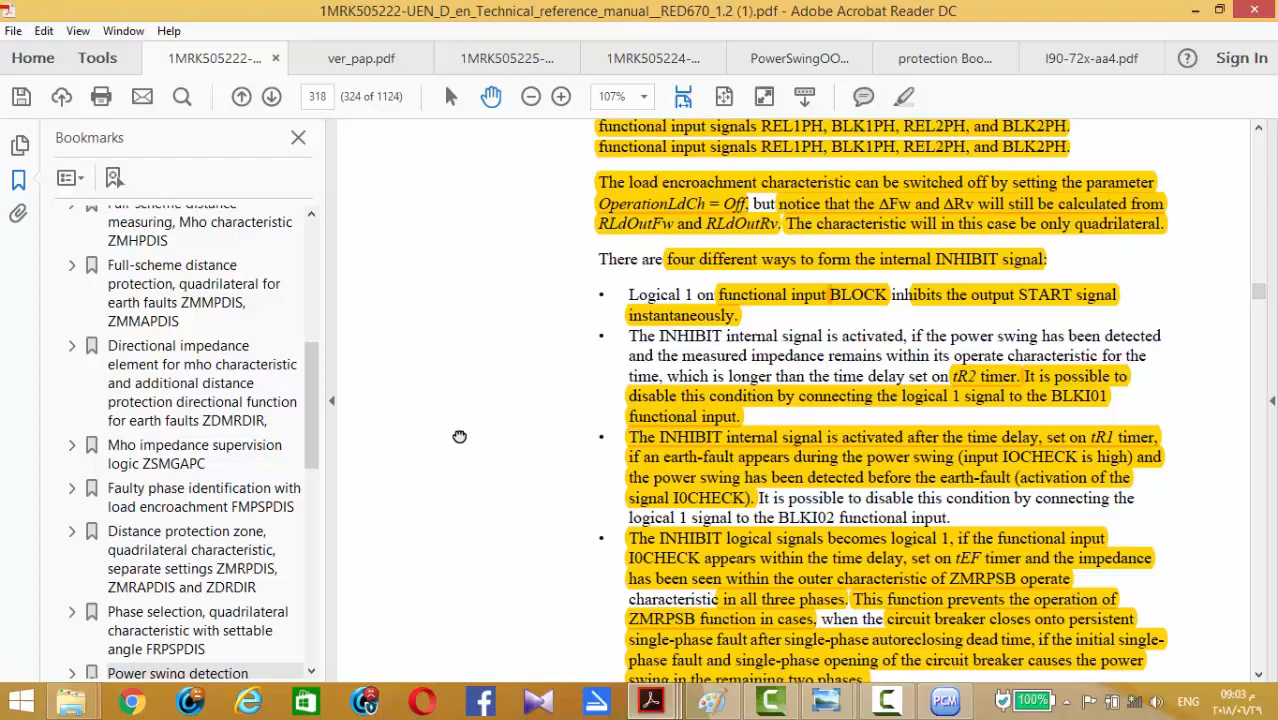 1MRK505222-UEN_D_en_Technical_reference_manual__RED670_1.2 (1).pdf - Adobe Acrobat Reader DC
File Edit View Window Help
Home Tools 1MRK505222-... × ver_pap.pdf 1MRK505225-... 1MRK505224-... PowerSwingOO... protection Boo... I90-72x-aa4.pdf Sign In
318 (324 of 1124) 107%
Bookmarks
Full-scheme distance
measuring, Mho characteristic
ZMHPDIS
Full-scheme distance
protection, quadrilateral for
earth faults ZMMPDIS,
ZMMAPDIS
Directional impedance
element for mho characteristic
and additional distance
protection directional function
for earth faults ZDMRDIR,
Mho impedance supervision
logic ZSMGAPC
Faulty phase identification with
load encroachment FMPSPDIS
Distance protection zone,
quadrilateral characteristic,
separate settings ZMRPDIS,
ZMRAPDIS and ZDRDIR
Phase selection, quadrilateral
characteristic with settable
angle FRPSPDIS
Power swing detection
functional input signals REL1PH, BLK1PH, REL2PH, and BLK2PH.
functional input signals REL1PH, BLK1PH, REL2PH, and BLK2PH.
The load encroachment characteristic can be switched off by setting the parameter
OperationLdCh = Off, but notice that the ΔFw and ΔRv will still be calculated from
RLdOutFw and RLdOutRv. The characteristic will in this case be only quadrilateral.
There are four different ways to form the internal INHIBIT signal:
• Logical 1 on functional input BLOCK inhibits the output START signal
instantaneously.
• The INHIBIT internal signal is activated, if the power swing has been detected
and the measured impedance remains within its operate characteristic for the
time, which is longer than the time delay set on tR2 timer. It is possible to
disable this condition by connecting the logical 1 signal to the BLKI01
functional input.
• The INHIBIT internal signal is activated after the time delay, set on tR1 timer,
if an earth-fault appears during the power swing (input IOCHECK is high) and
the power swing has been detected before the earth-fault (activation of the
signal I0CHECK). It is possible to disable this condition by connecting the
logical 1 signal to the BLKI02 functional input.
• The INHIBIT logical signals becomes logical 1, if the functional input
I0CHECK appears within the time delay, set on tEF timer and the impedance
has been seen within the outer characteristic of ZMRPSB operate
characteristic in all three phases. This function prevents the operation of
ZMRPSB function in cases, when the circuit breaker closes onto persistent
single-phase fault after single-phase autoreclosing dead time, if the initial single-
phase fault and single-phase opening of the circuit breaker causes the power
swing in the remaining two phases.
100% ENG 09:03 م
٢٠١٨/٠٦/٢٩